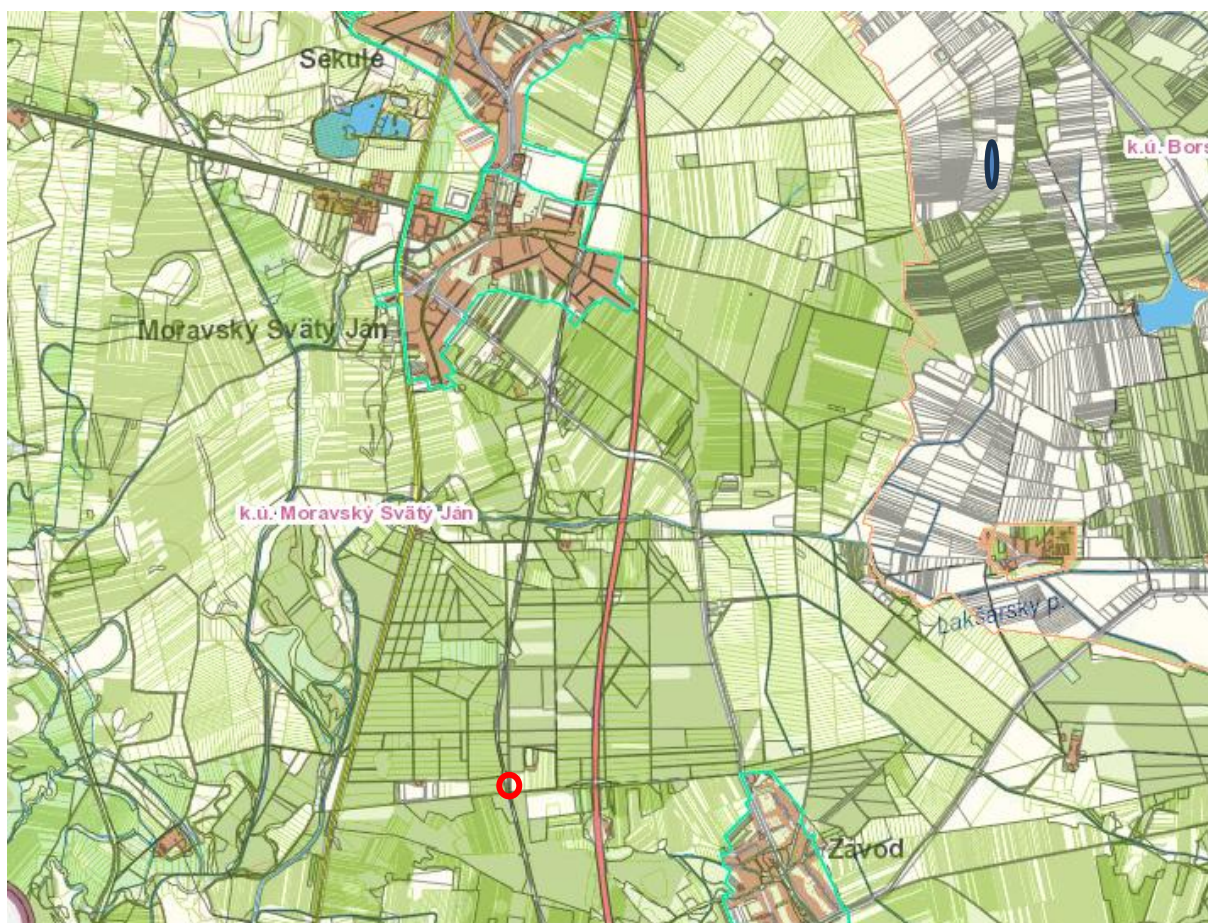 Sekule
k.ú. Bors
Moravský Svätý Ján
k.ú. Moravský Svätý Ján
Lakšársky p.
Závod